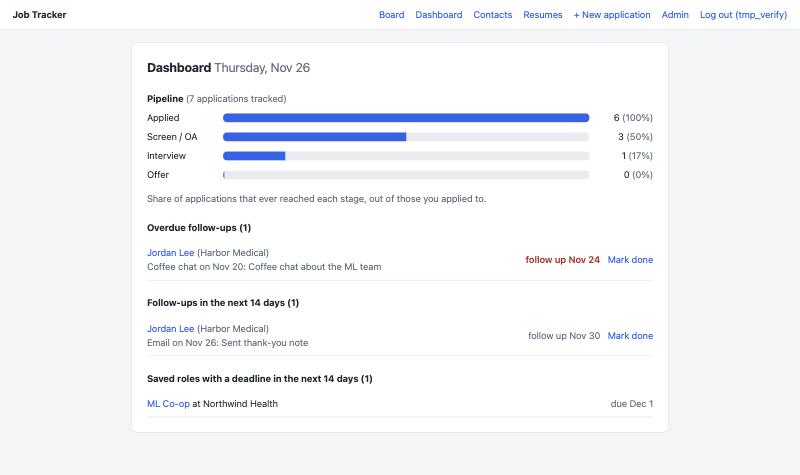 Job Tracker
Board Dashboard Contacts Resumes + New application Admin Log out (tmp_verify)
Dashboard Thursday, Nov 26
Pipeline (7 applications tracked)
Applied 6 (100%)
Screen / OA 3 (50%)
Interview 1 (17%)
Offer 0 (0%)
Share of applications that ever reached each stage, out of those you applied to.
Overdue follow-ups (1)
Jordan Lee (Harbor Medical)
Coffee chat on Nov 20: Coffee chat about the ML team
follow up Nov 24 Mark done
Follow-ups in the next 14 days (1)
Jordan Lee (Harbor Medical)
Email on Nov 26: Sent thank-you note
follow up Nov 30 Mark done
Saved roles with a deadline in the next 14 days (1)
ML Co-op at Northwind Health due Dec 1